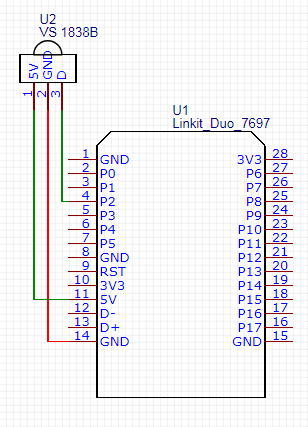 U2
VS 1838B
5V
GND
D
1
2
3
U1
Linkit_Duo_7697
1 GND 3V3 28
2 P0 P6 27
3 P1 P7 26
4 P2 P8 25
5 P3 P9 24
6 P4 P10 23
7 P5 P11 22
8 GND P12 21
9 RST P13 20
10 3V3 P14 19
11 5V P15 18
12 D- P16 17
13 D+ P17 16
14 GND GND 15